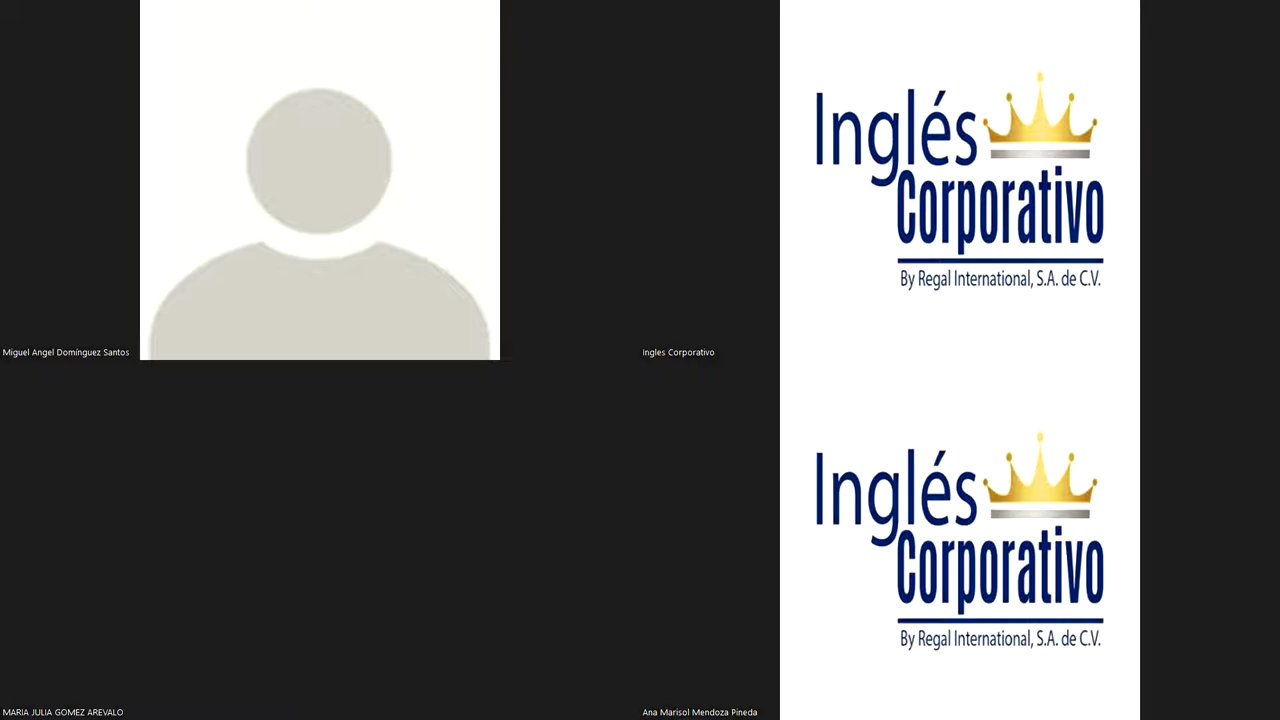 Inglés
Corporativo
By Regal International, S.A. de C.V.
Miguel Angel Domínguez Santos
Ingles Corporativo
Inglés
Corporativo
By Regal International, S.A. de C.V.
MARIA JULIA GOMEZ AREVALO
Ana Marisol Mendoza Pineda